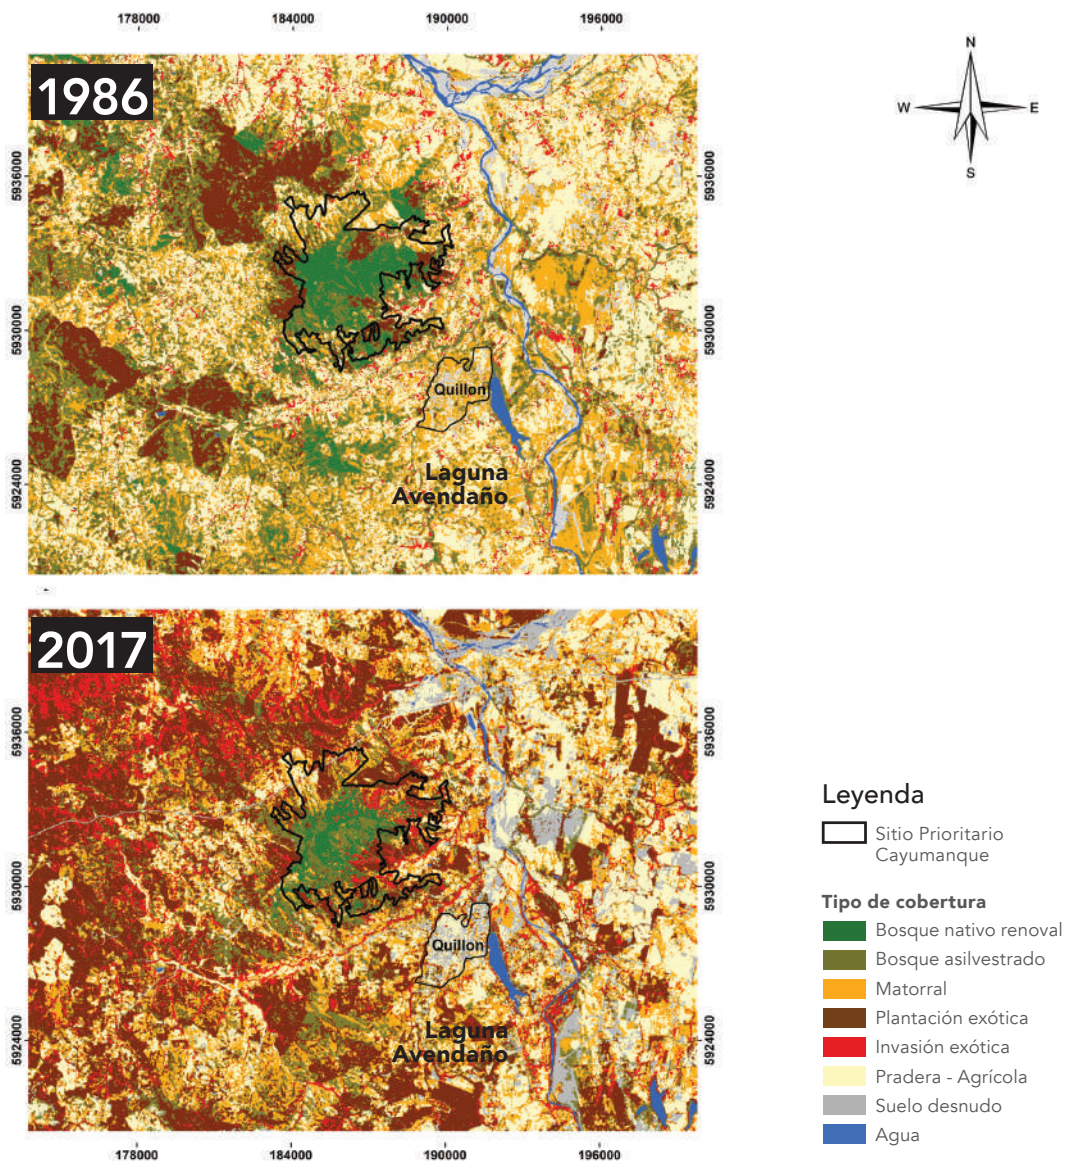 178000 184000 190000 196000
1986
N
W E
S
5936000
5930000
5924000
5936000
5930000
5924000
Quillon
Laguna
Avendaño
2017
5936000
5930000
5924000
5936000
5930000
5924000
Quillon
Laguna
Avendaño
178000 184000 190000 196000
Leyenda
Sitio Prioritario
Cayumanque
Tipo de cobertura
Bosque nativo renoval
Bosque asilvestrado
Matorral
Plantación exótica
Invasión exótica
Pradera - Agrícola
Suelo desnudo
Agua